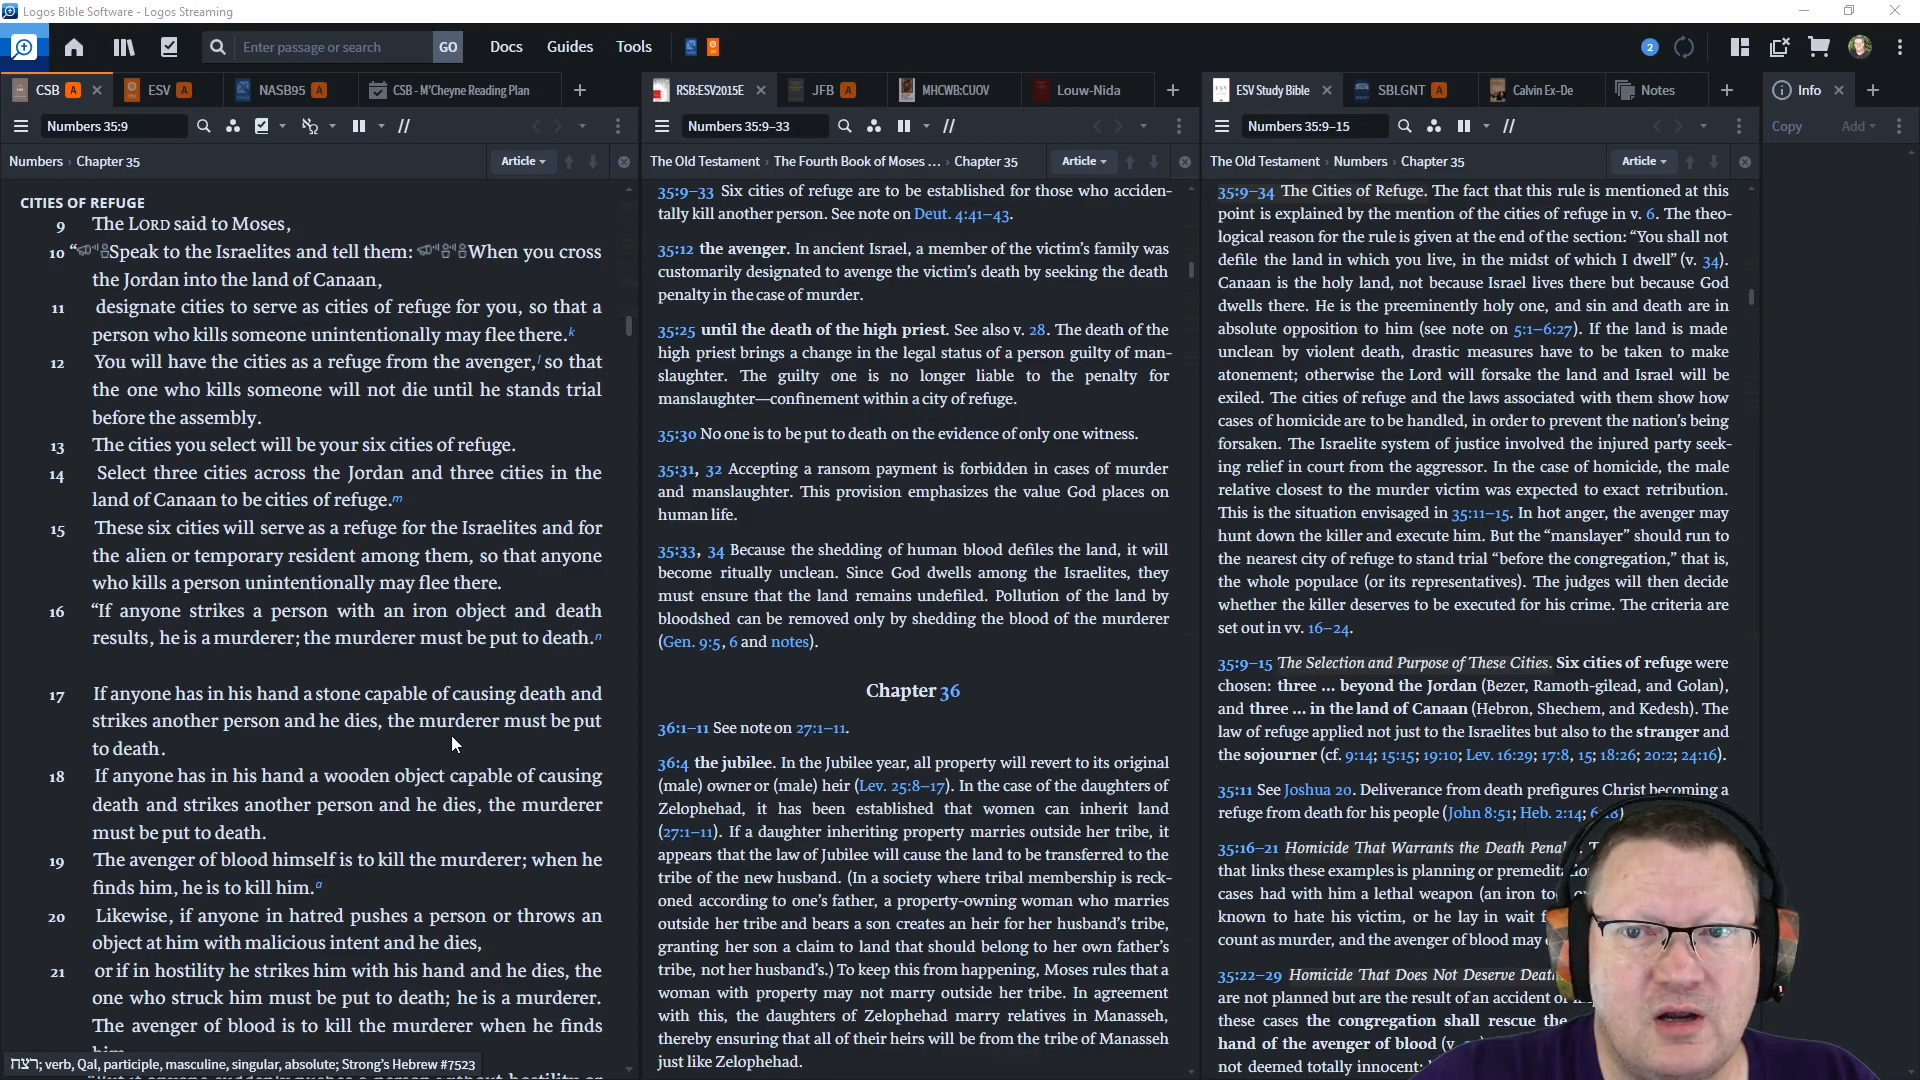 Logos Bible Software - Logos Streaming
Enter passage or search
GO
Docs
Guides
Tools
2
CSB A
ESV A
NASB95 A
CSB - M'Cheyne Reading Plan
Numbers 35:9
Numbers › Chapter 35
Article
CITIES OF REFUGE
9 The LORD said to Moses,
10 “Speak to the Israelites and tell them: When you cross
the Jordan into the land of Canaan,
11 designate cities to serve as cities of refuge for you, so that a
person who kills someone unintentionally may flee there.k
12 You will have the cities as a refuge from the avenger,l so that
the one who kills someone will not die until he stands trial
before the assembly.
13 The cities you select will be your six cities of refuge.
14 Select three cities across the Jordan and three cities in the
land of Canaan to be cities of refuge.m
15 These six cities will serve as a refuge for the Israelites and for
the alien or temporary resident among them, so that anyone
who kills a person unintentionally may flee there.
16 “If anyone strikes a person with an iron object and death
results, he is a murderer; the murderer must be put to death.n
17 If anyone has in his hand a stone capable of causing death and
strikes another person and he dies, the murderer must be put
to death.
18 If anyone has in his hand a wooden object capable of causing
death and strikes another person and he dies, the murderer
must be put to death.
19 The avenger of blood himself is to kill the murderer; when he
finds him, he is to kill him.a
20 Likewise, if anyone in hatred pushes a person or throws an
object at him with malicious intent and he dies,
21 or if in hostility he strikes him with his hand and he dies, the
one who struck him must be put to death; he is a murderer.
The avenger of blood is to kill the murderer when he finds
רצח; verb, Qal, participle, masculine, singular, absolute; Strong’s Hebrew #7523
RSB:ESV2015E
JFB A
MHCWB:CUOV
Louw-Nida
Numbers 35:9–33
The Old Testament › The Fourth Book of Moses ... › Chapter 35
Article
35:9–33 Six cities of refuge are to be established for those who acciden-
tally kill another person. See note on Deut. 4:41–43.
35:12 the avenger. In ancient Israel, a member of the victim’s family was
customarily designated to avenge the victim’s death by seeking the death
penalty in the case of murder.
35:25 until the death of the high priest. See also v. 28. The death of the
high priest brings a change in the legal status of a person guilty of man-
slaughter. The guilty one is no longer liable to the penalty for
manslaughter—confinement within a city of refuge.
35:30 No one is to be put to death on the evidence of only one witness.
35:31, 32 Accepting a ransom payment is forbidden in cases of murder
and manslaughter. This provision emphasizes the value God places on
human life.
35:33, 34 Because the shedding of human blood defiles the land, it will
become ritually unclean. Since God dwells among the Israelites, they
must ensure that the land remains undefiled. Pollution of the land by
bloodshed can be removed only by shedding the blood of the murderer
(Gen. 9:5, 6 and notes).
Chapter 36
36:1–11 See note on 27:1–11.
36:4 the jubilee. In the Jubilee year, all property will revert to its original
(male) owner or (male) heir (Lev. 25:8–17). In the case of the daughters of
Zelophehad, it has been established that women can inherit land
(27:1–11). If a daughter inheriting property marries outside her tribe, it
appears that the law of Jubilee will cause the land to be transferred to the
tribe of the new husband. (In a society where tribal membership is reck-
oned according to one’s father, a property-owning woman who marries
outside her tribe and bears a son creates an heir for her husband’s tribe,
granting her son a claim to land that should belong to her own father’s
tribe, not her husband’s.) To keep this from happening, Moses rules that a
woman with property may not marry outside her tribe. In agreement
with this, the daughters of Zelophehad marry relatives in Manasseh,
thereby ensuring that all of their heirs will be from the tribe of Manasseh
just like Zelophehad.
ESV Study Bible
SBLGNT A
Calvin Ex–De
Notes
Numbers 35:9–15
The Old Testament › Numbers › Chapter 35
Article
35:9–34 The Cities of Refuge. The fact that this rule is mentioned at this
point is explained by the mention of the cities of refuge in v. 6. The theo-
logical reason for the rule is given at the end of the section: “You shall not
defile the land in which you live, in the midst of which I dwell” (v. 34).
Canaan is the holy land, not because Israel lives there but because God
dwells there. He is the preeminently holy one, and sin and death are in
absolute opposition to him (see note on 5:1–6:27). If the land is made
unclean by violent death, drastic measures have to be taken to make
atonement; otherwise the Lord will forsake the land and Israel will be
exiled. The cities of refuge and the laws associated with them show how
cases of homicide are to be handled, in order to prevent the nation’s being
forsaken. The Israelite system of justice involved the injured party seek-
ing relief in court from the aggressor. In the case of homicide, the male
relative closest to the murder victim was expected to exact retribution.
This is the situation envisaged in 35:11–15. In hot anger, the avenger may
hunt down the killer and execute him. But the “manslayer” should run to
the nearest city of refuge to stand trial “before the congregation,” that is,
the whole populace (or its representatives). The judges will then decide
whether the killer deserves to be executed for his crime. The criteria are
set out in vv. 16–24.
35:9–15 The Selection and Purpose of These Cities. Six cities of refuge were
chosen: three ... beyond the Jordan (Bezer, Ramoth-gilead, and Golan),
and three ... in the land of Canaan (Hebron, Shechem, and Kedesh). The
law of refuge applied not just to the Israelites but also to the stranger and
the sojourner (cf. 9:14; 15:15; 19:10; Lev. 16:29; 17:8, 15; 18:26; 20:2; 24:16).
35:11 See Joshua 20. Deliverance from death prefigures Christ becoming a
refuge from death for his people (John 8:51; Heb. 2:14;
35:16–21 Homicide That Warrants the Death
that links these examples is planning or
cases had with him a lethal weapon (an iron
known to hate his victim, or he lay in wait
count as murder, and the avenger of blood may
35:22–29 Homicide That Does Not Deserve
are not planned but are the result of an accident
these cases the congregation shall rescue the
hand of the avenger of blood (v.
not deemed totally innocent:
Info
Copy
Add